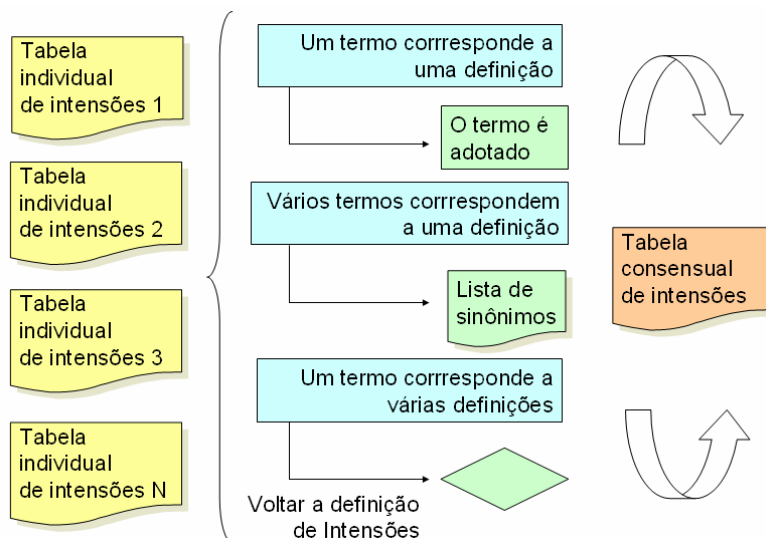 Tabela
individual
de intensões 1
Tabela
individual
de intensões 2
Tabela
individual
de intensões 3
Tabela
individual
de intensões N
Um termo corrresponde a
uma definição
O termo é
adotado
Vários termos corrrespondem
a uma definição
Lista de
sinônimos
Um termo corrresponde a
várias definições
Voltar a definição
de Intensões
Tabela
consensual
de intensões